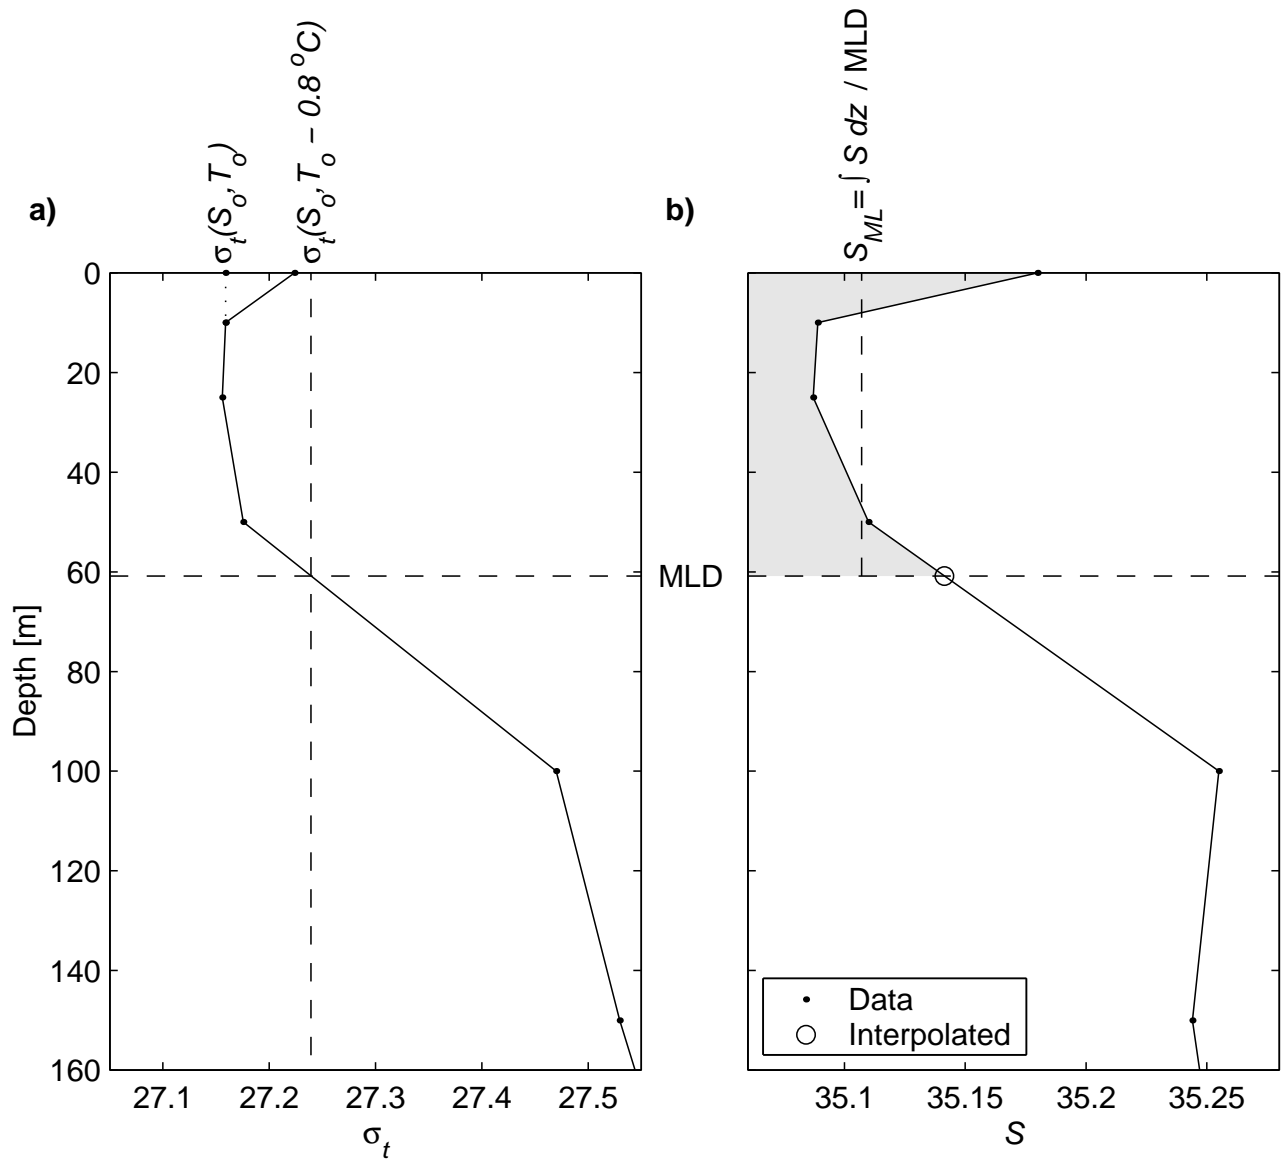 a)
σt(So,To)
σt(So,To − 0.8 oC)
b)
SML=∫ S dz / MLD
0
20
40
60
80
100
120
140
160
Depth [m]
27.1
27.2
27.3
27.4
27.5
σt
MLD
Data
Interpolated
35.1
35.15
35.2
35.25
S